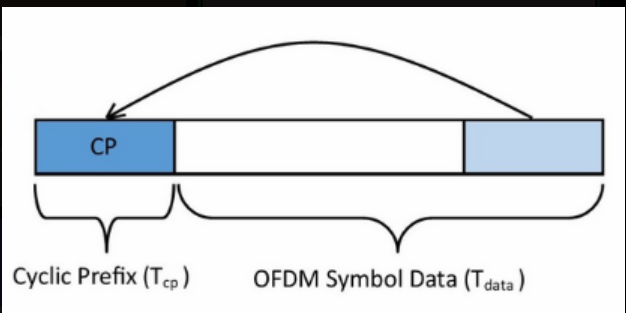 CP
Cyclic Prefix (Tcp) OFDM Symbol Data (Tdata)